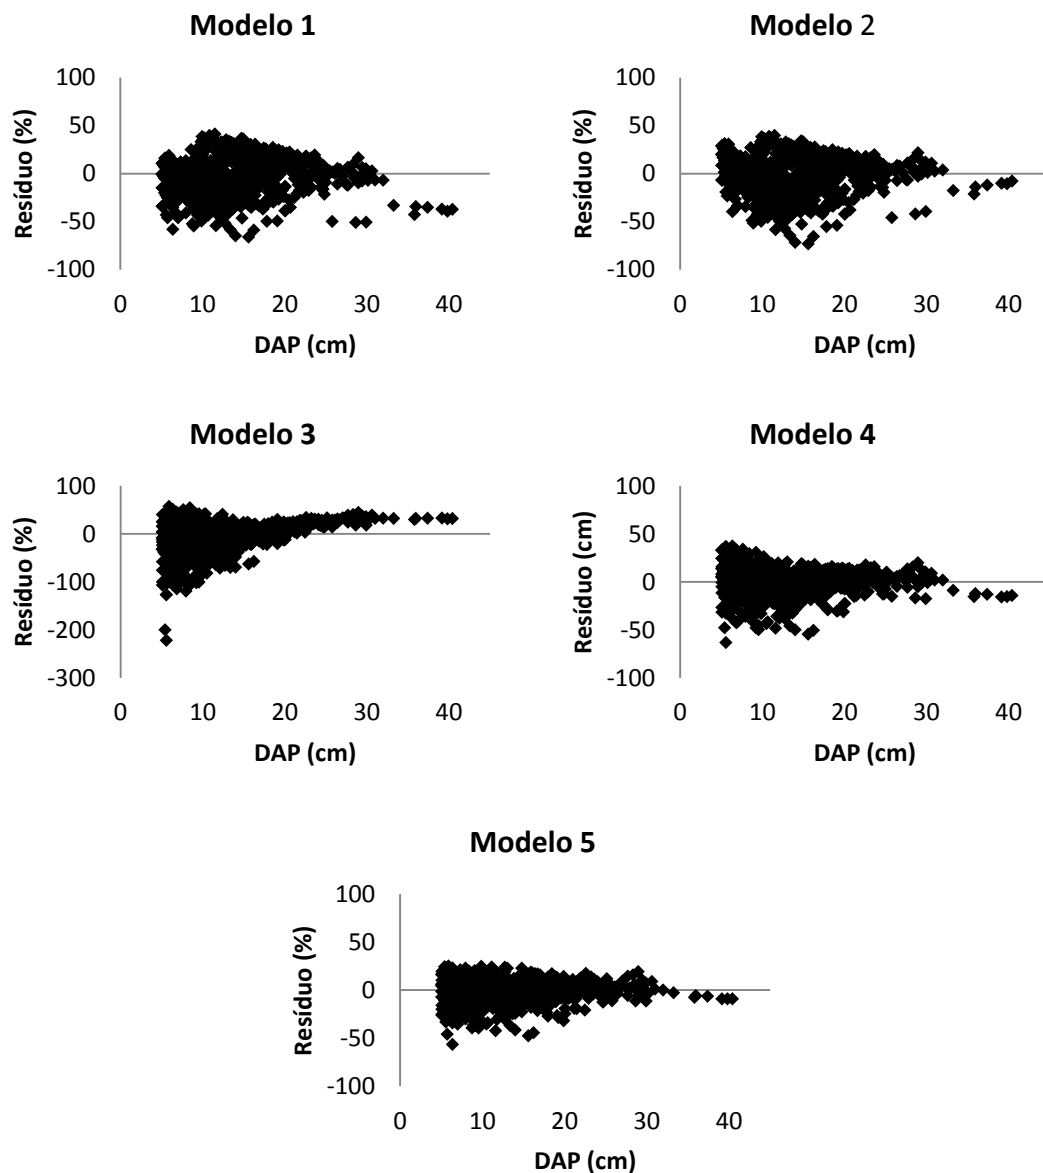 Modelo 1
100
50
0
-50
-100
Resíduo (%)
0 10 20 30 40
DAP (cm)
Modelo 2
100
50
0
-50
-100
Resíduo (%)
0 10 20 30 40
DAP (cm)
Modelo 3
100
0
-100
-200
-300
Resíduo (%)
0 10 20 30 40
DAP (cm)
Modelo 4
100
50
0
-50
-100
Resíduo (cm)
0 10 20 30 40
DAP (cm)
Modelo 5
100
50
0
-50
-100
Resíduo (%)
0 10 20 30 40
DAP (cm)